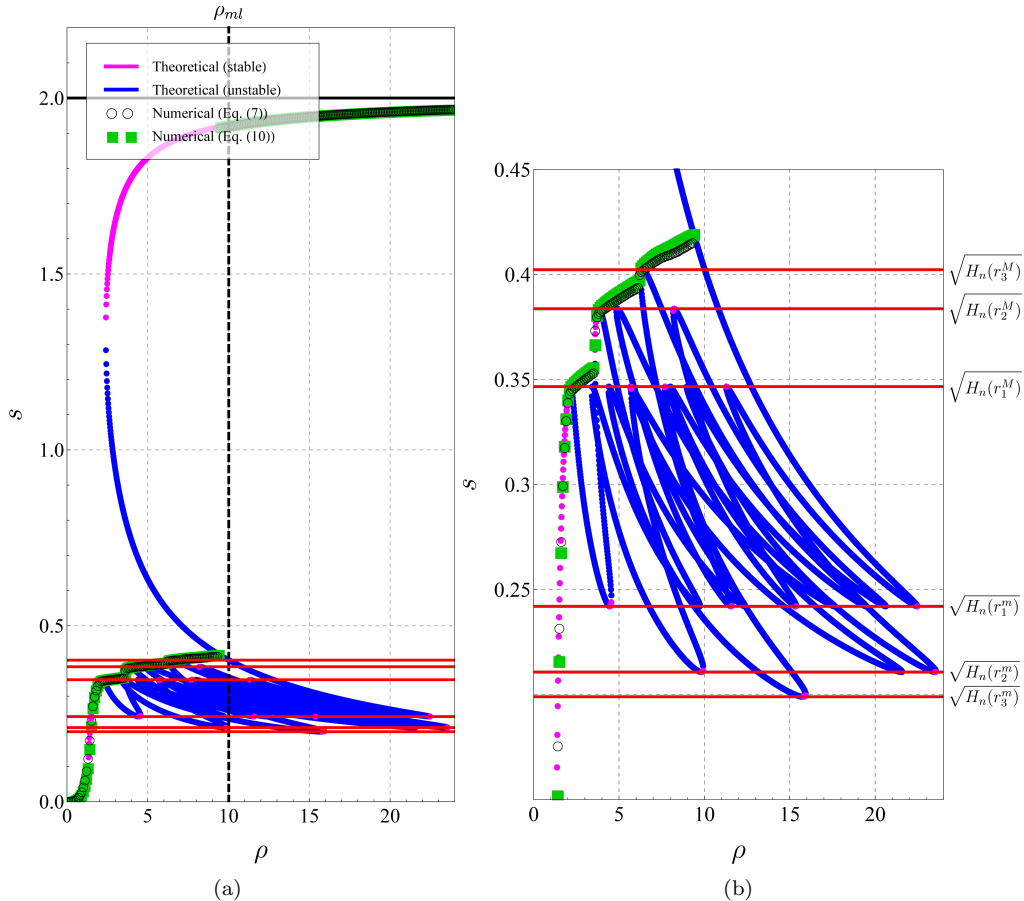 ρ_{ml}
Theoretical (stable)
Theoretical (unstable)
Numerical (Eq. (7))
Numerical (Eq. (10))
2.0
1.5
1.0
0.5
0.0
s
0 5 10 15 20
ρ
(a)
0.45
0.4
0.35
0.3
0.25
s
√H_n(r_3^M)
√H_n(r_2^M)
√H_n(r_1^M)
√H_n(r_1^m)
√H_n(r_2^m)
√H_n(r_3^m)
0 5 10 15 20
ρ
(b)